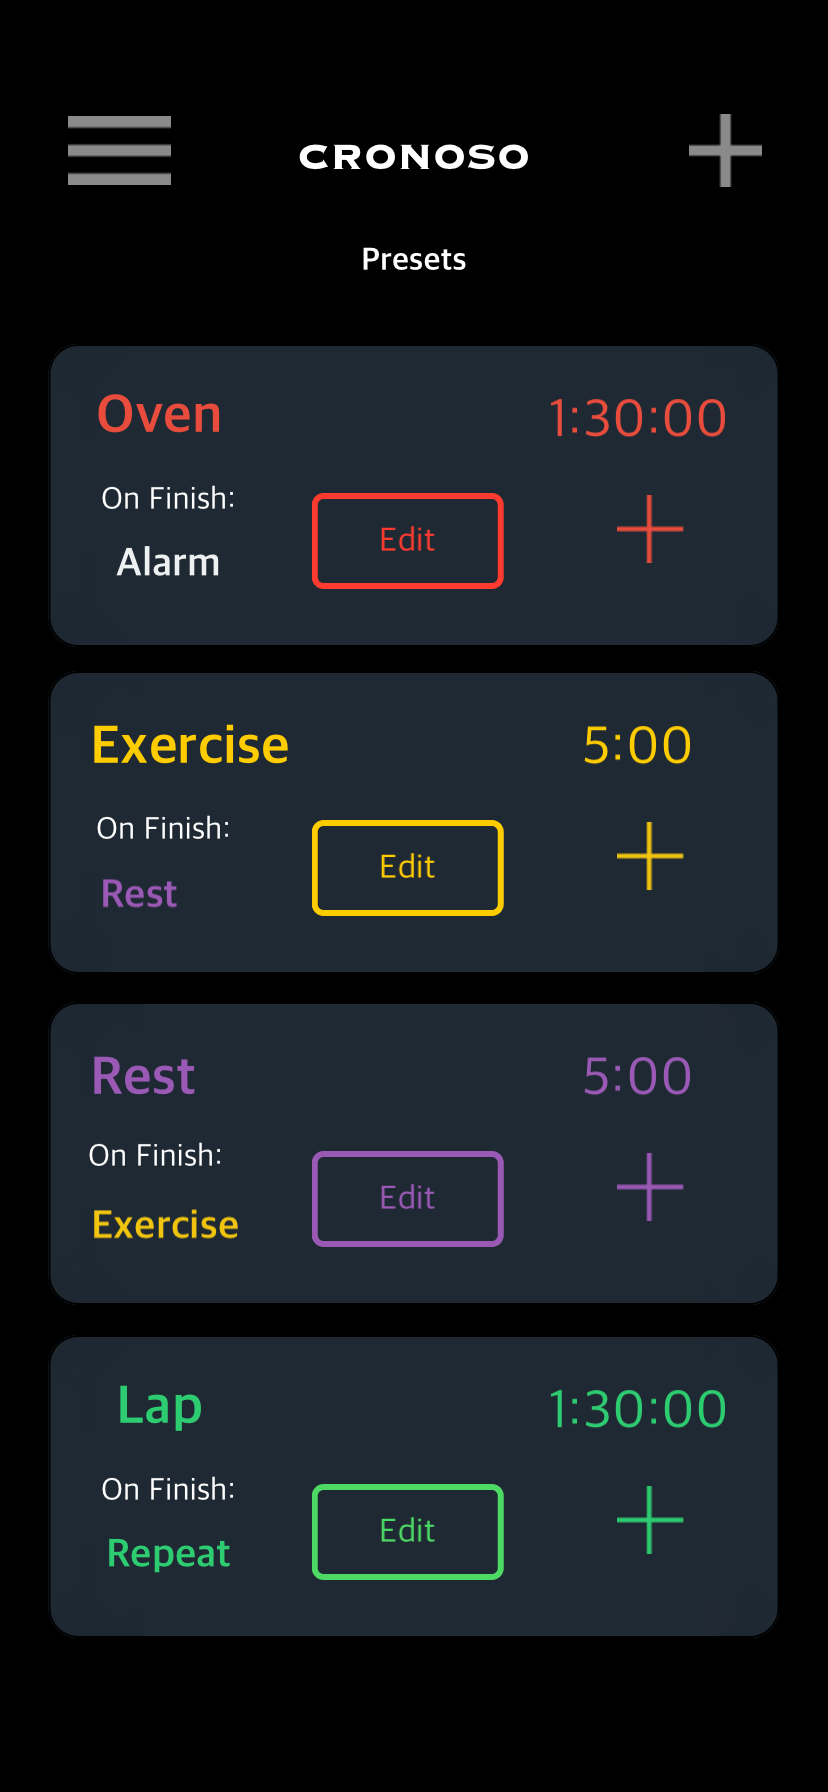 CRONOSO
Presets
Oven
1:30:00
On Finish:
Edit
Alarm
Exercise
5:00
On Finish:
Edit
Rest
Rest
5:00
On Finish:
Edit
Exercise
Lap
1:30:00
On Finish:
Edit
Repeat